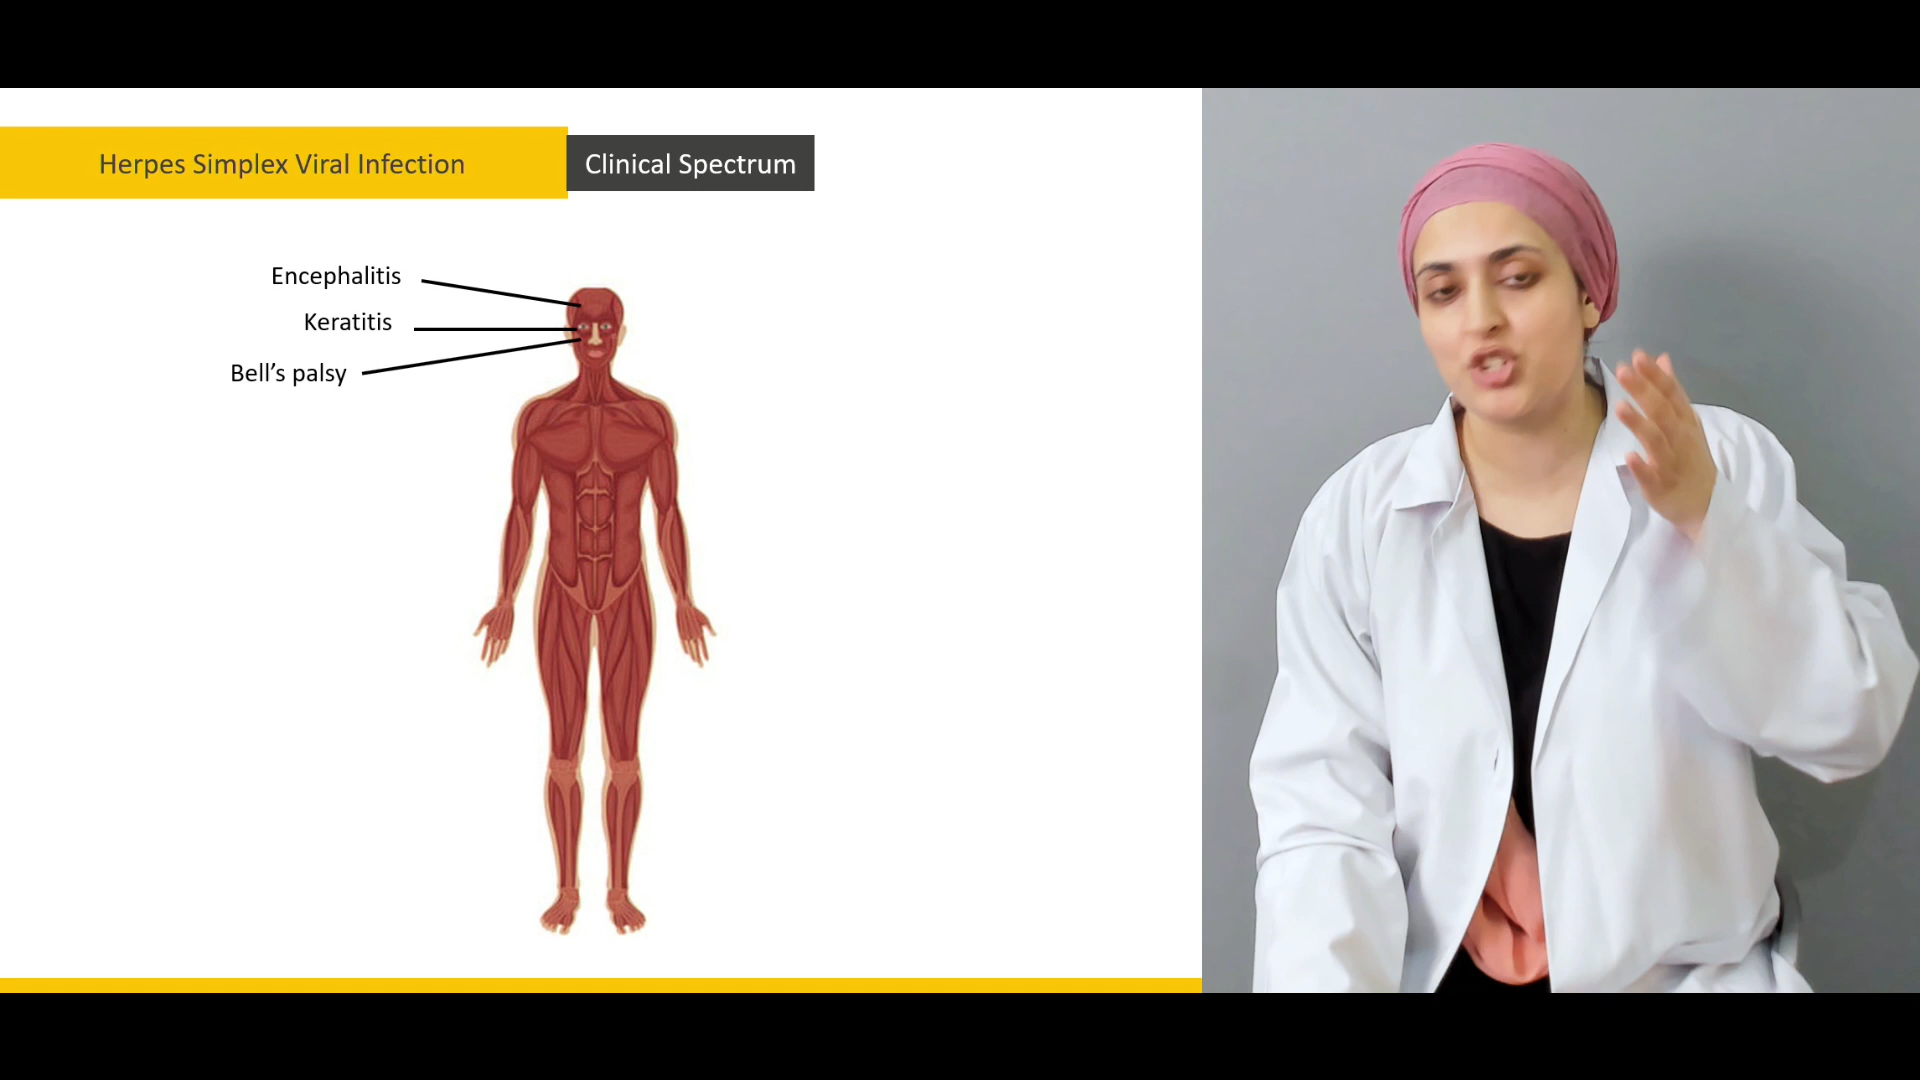 Herpes Simplex Viral Infection
Clinical Spectrum
Encephalitis
Keratitis
Bell’s palsy